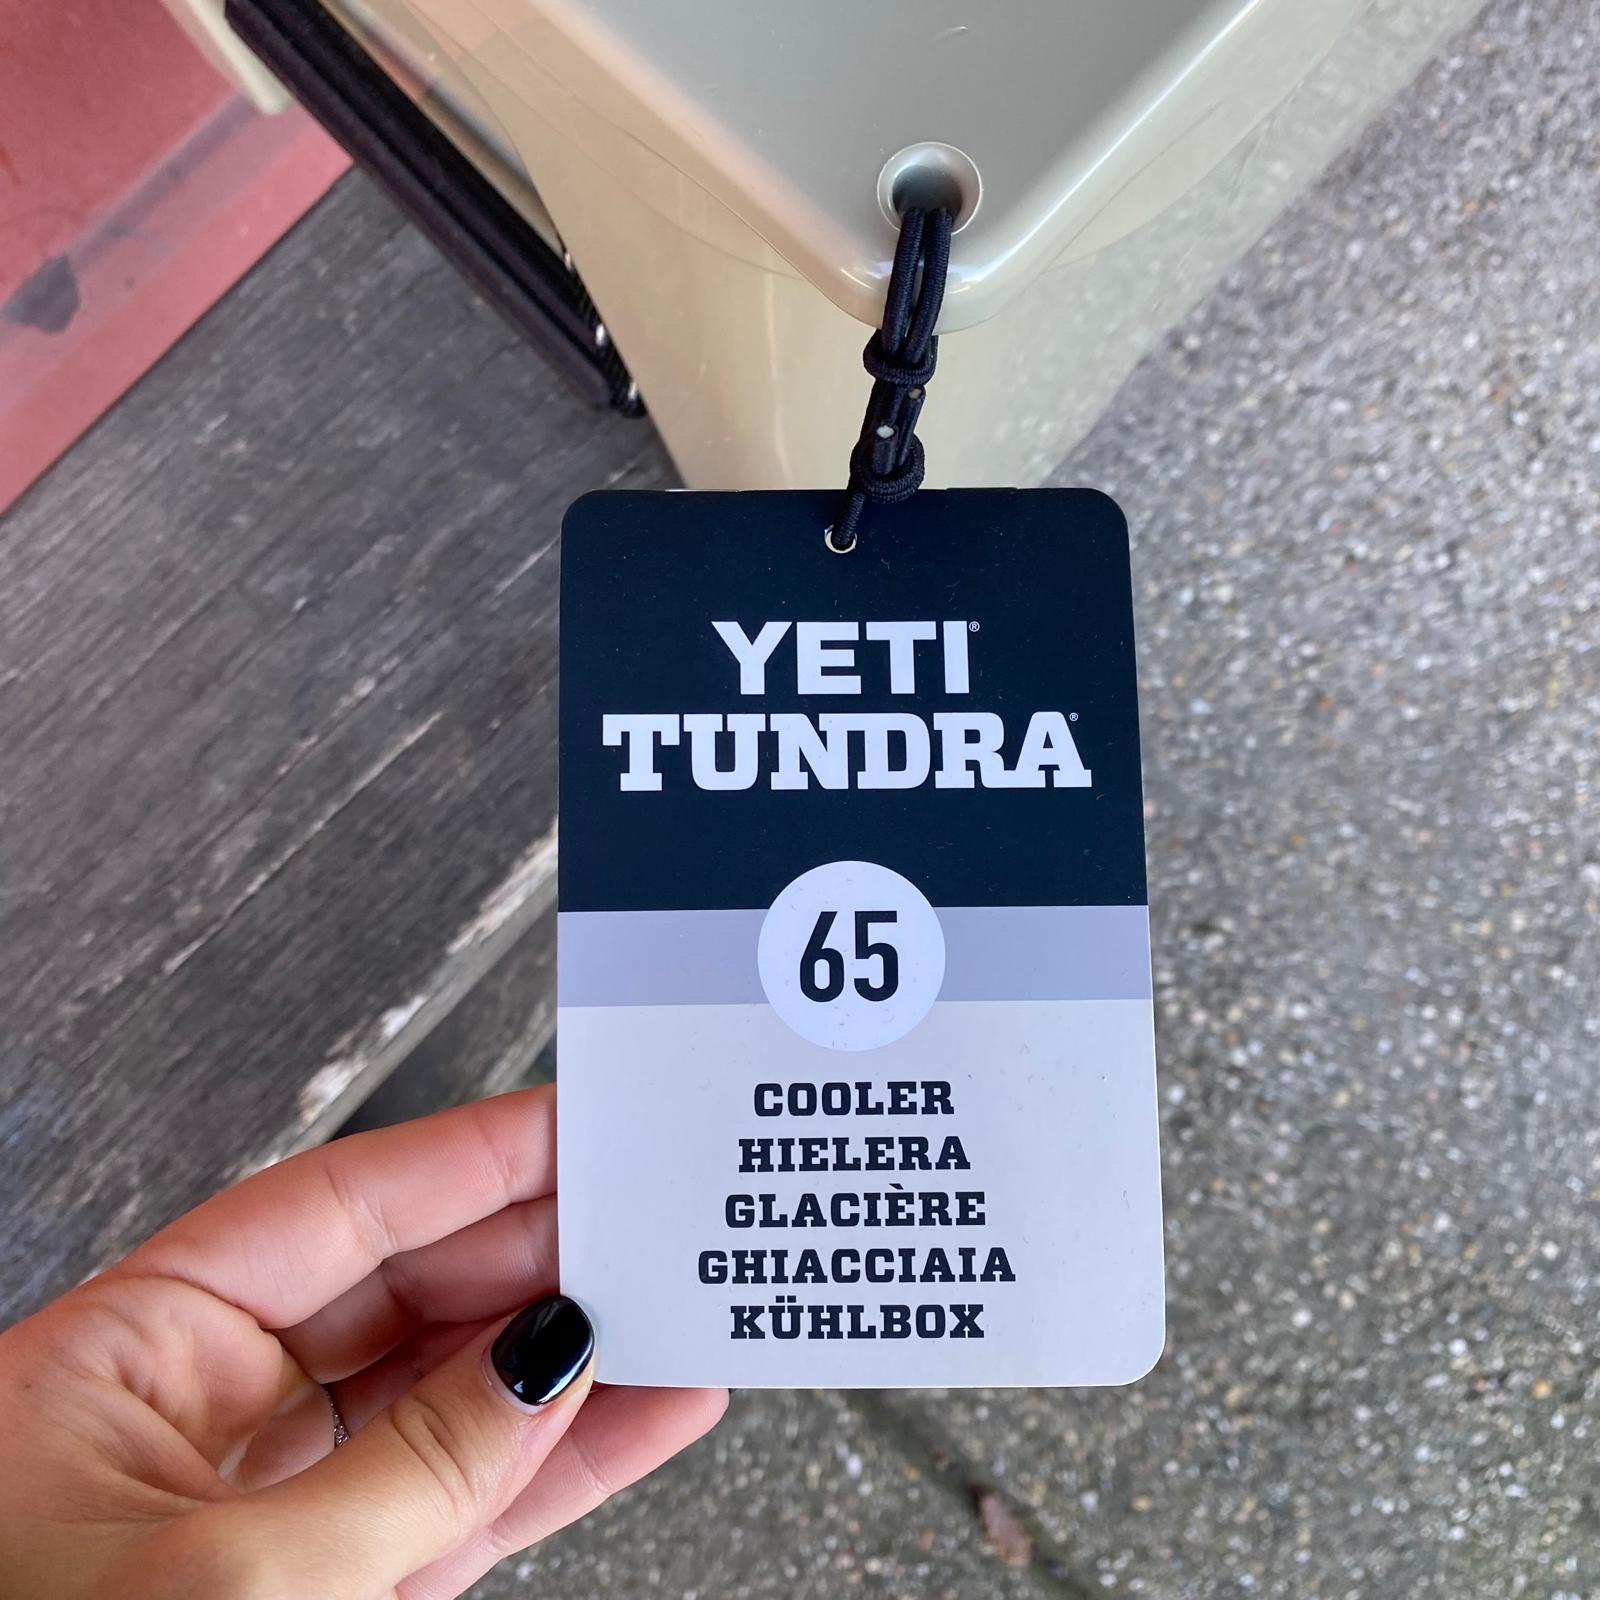 YETI®
TUNDRA®
65
COOLER
HIELERA
GLACIÈRE
GHIACCIAIA
KÜHLBOX